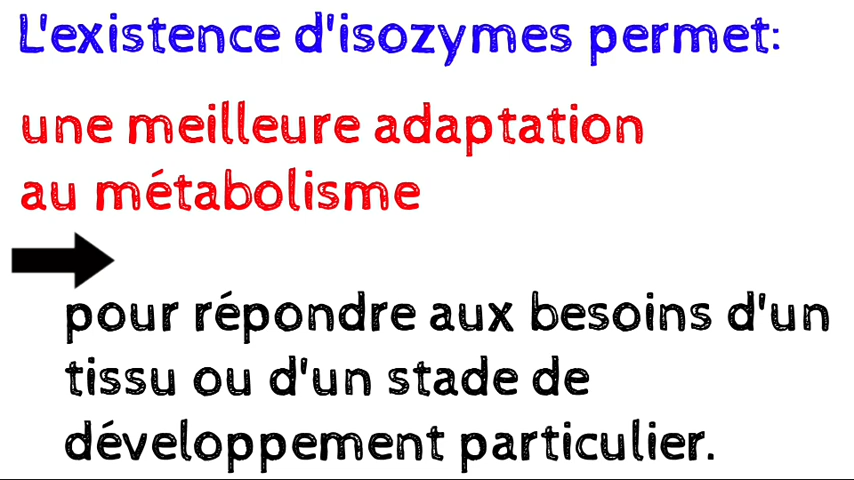 L'existence d'isozymes permet:
une meilleure adaptation
au métabolisme
pour répondre aux besoins d'un
tissu ou d'un stade de
développement particulier.